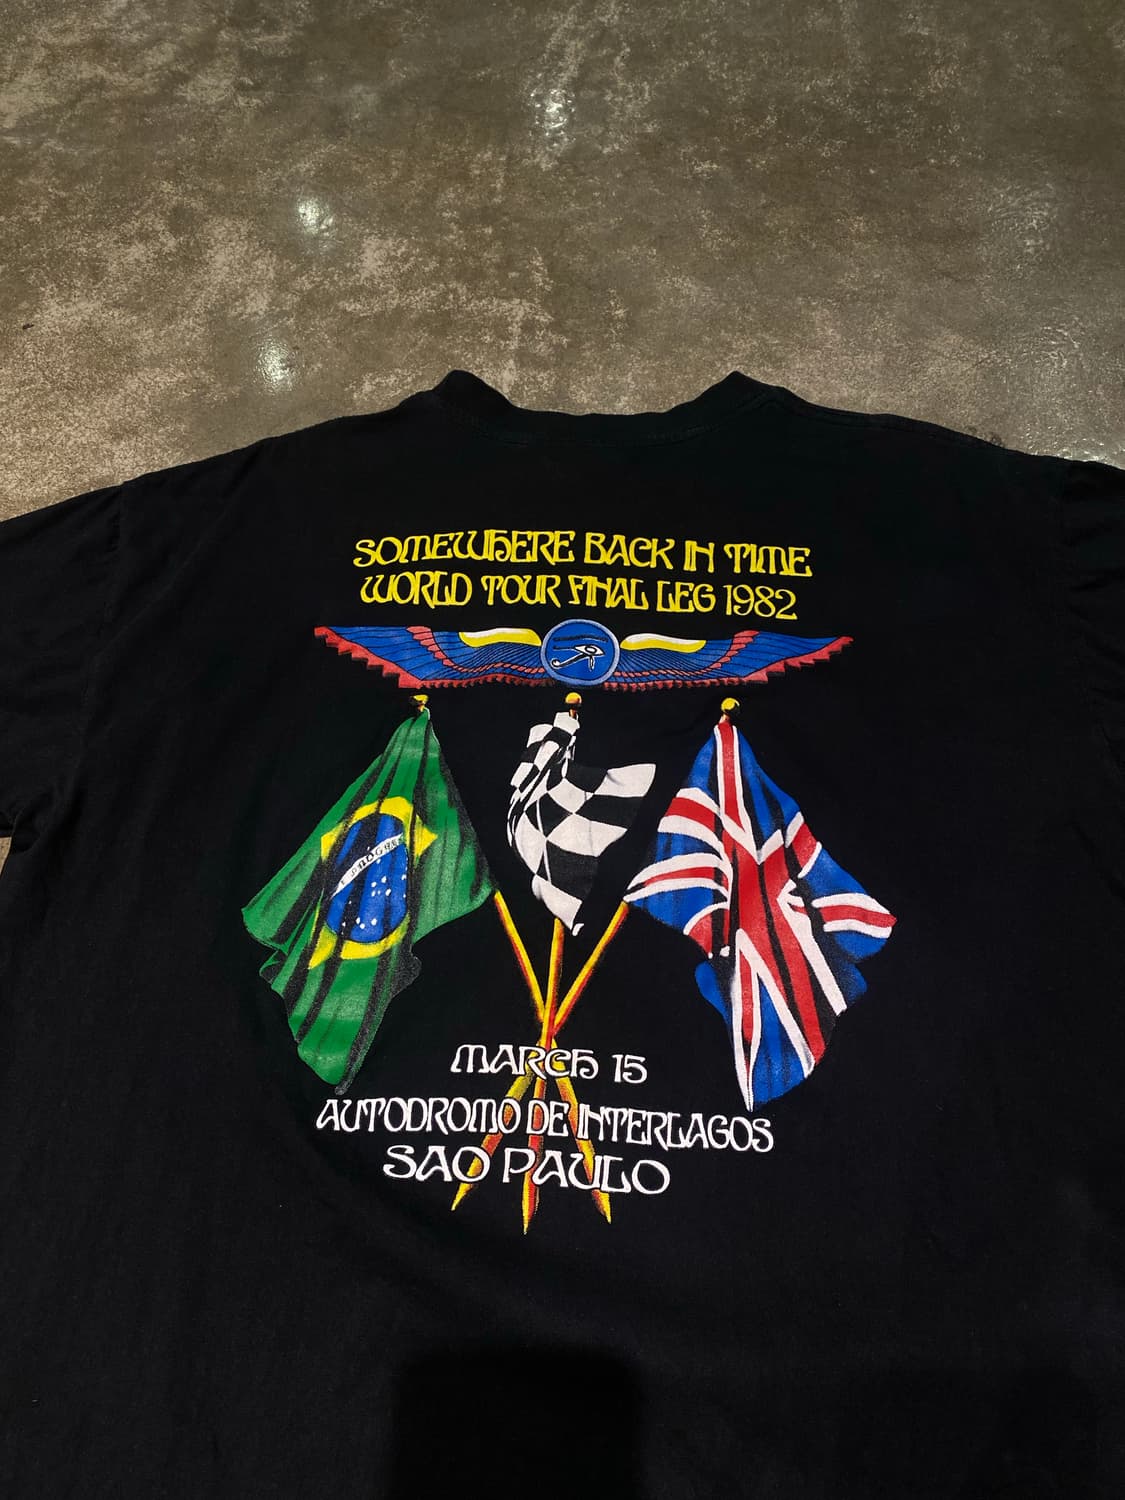 SOMEWHERE BACK IN TIME
WORLD TOUR FINAL LEG 1982
MARCH 15
AUTODROMO DE INTERLAGOS
SAO PAULO